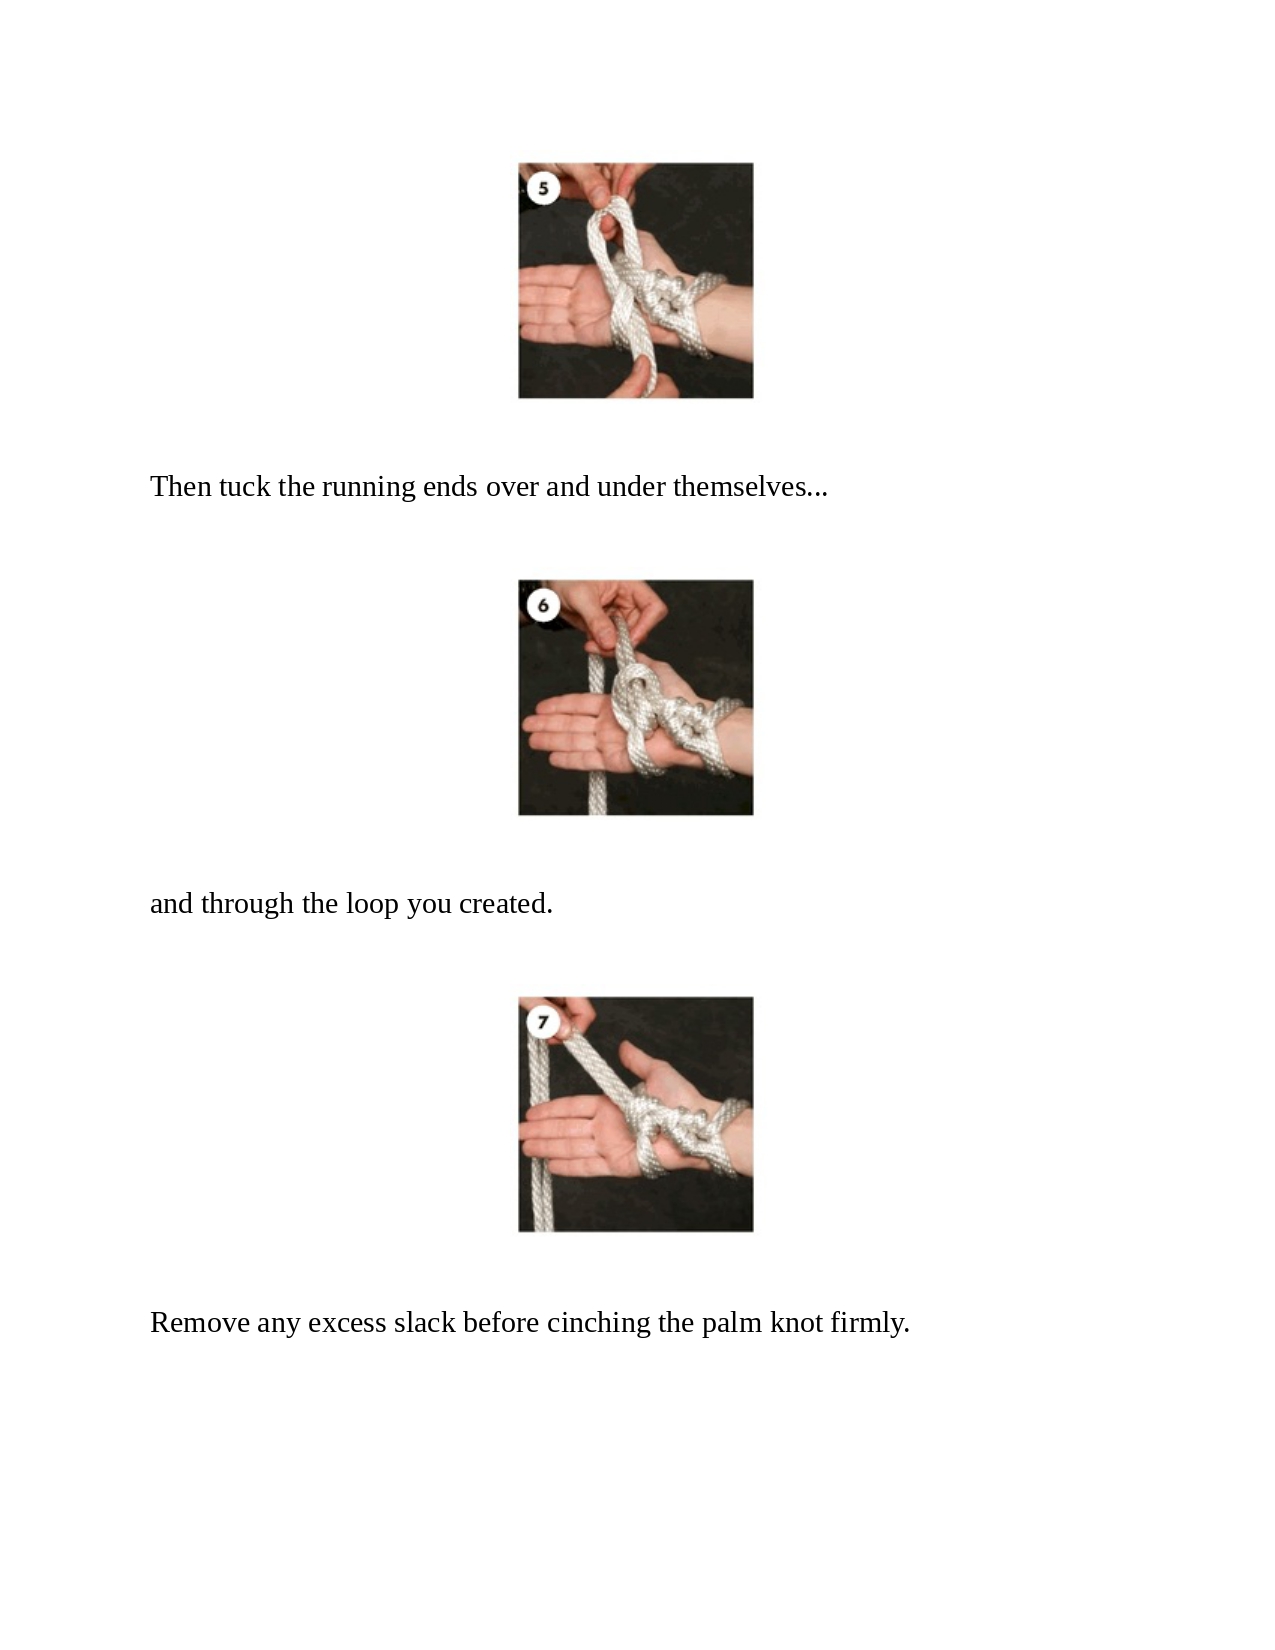 5
Then tuck the running ends over and under themselves...
6
and through the loop you created.
7
Remove any excess slack before cinching the palm knot firmly.